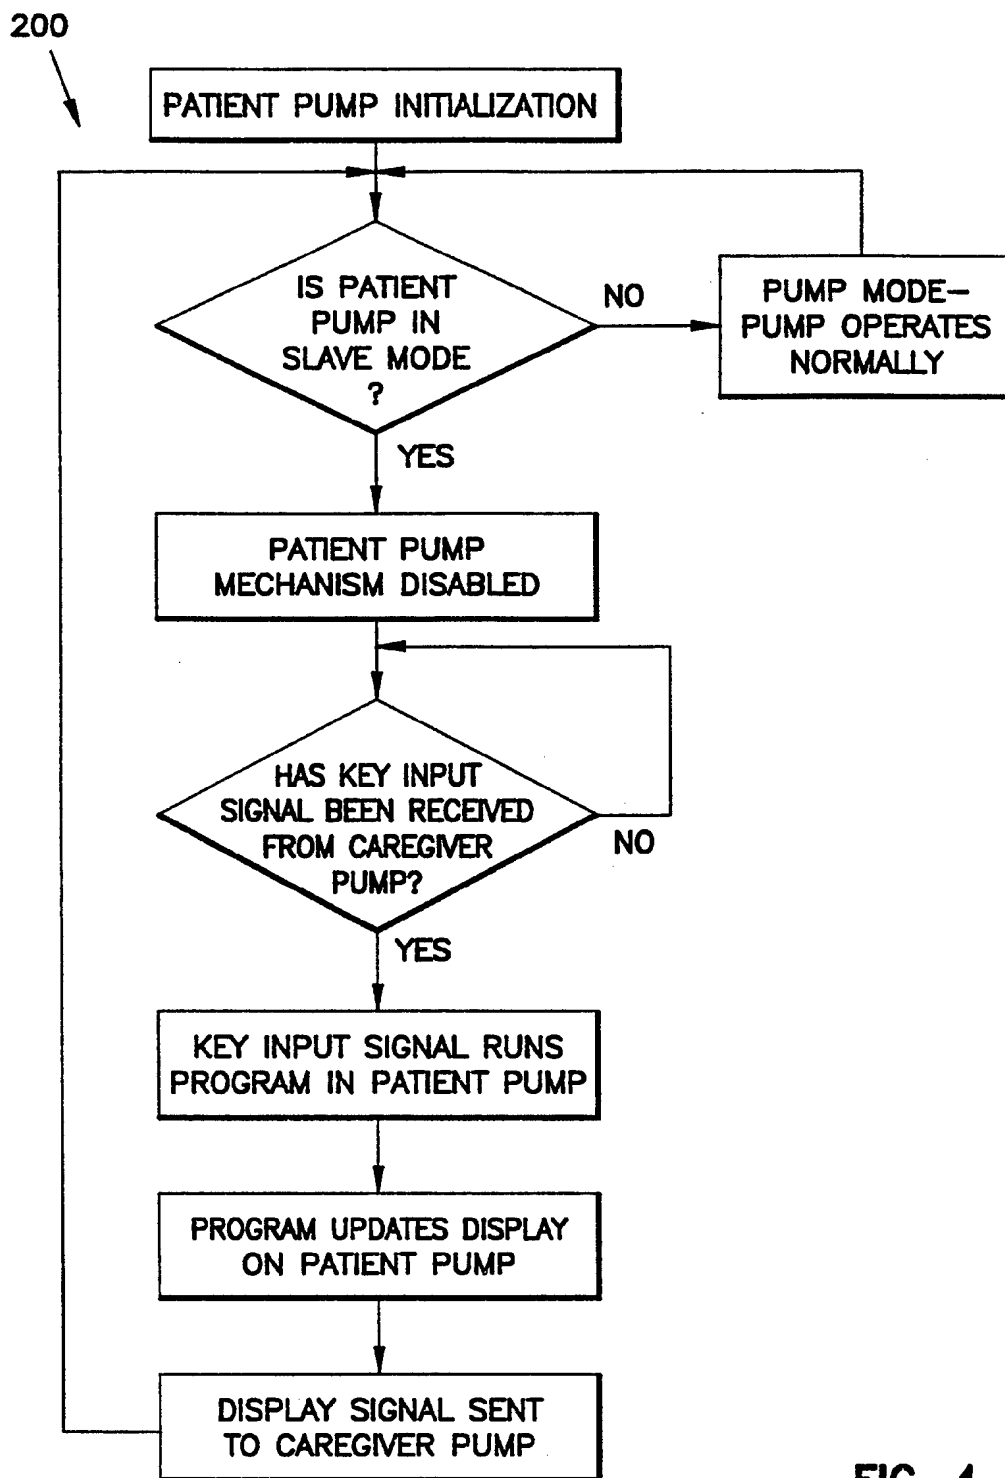 200
PATIENT PUMP INITIALIZATION
IS PATIENT
PUMP IN
SLAVE MODE
?
NO
PUMP MODE—
PUMP OPERATES
NORMALLY
YES
PATIENT PUMP
MECHANISM DISABLED
HAS KEY INPUT
SIGNAL BEEN RECEIVED
FROM CAREGIVER
PUMP?
NO
YES
KEY INPUT SIGNAL RUNS
PROGRAM IN PATIENT PUMP
PROGRAM UPDATES DISPLAY
ON PATIENT PUMP
DISPLAY SIGNAL SENT
TO CAREGIVER PUMP
FIG. 4